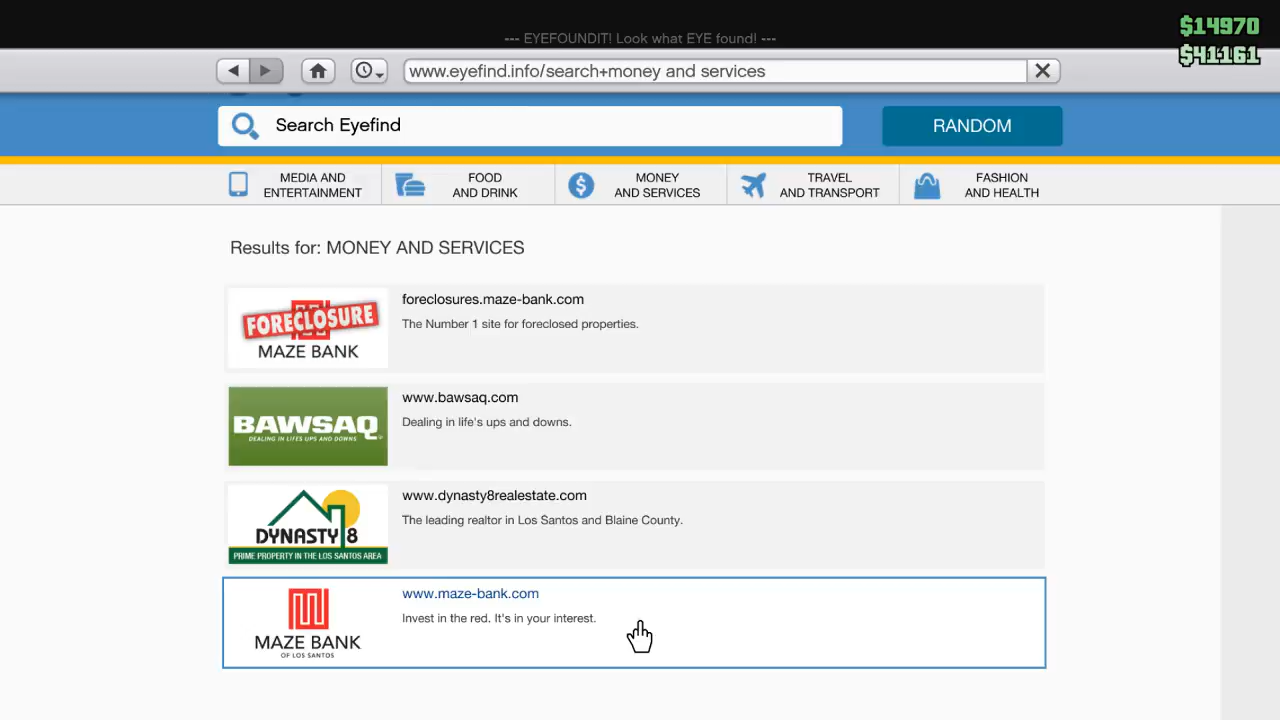 $14970
--- EYEFOUNDIT! Look what EYE found! ---
$41161
www.eyefind.info/search+money and services
Search Eyefind
RANDOM
MEDIA AND
ENTERTAINMENT
FOOD
AND DRINK
MONEY
AND SERVICES
TRAVEL
AND TRANSPORT
FASHION
AND HEALTH
Results for: MONEY AND SERVICES
FORECLOSURE
MAZE BANK
foreclosures.maze-bank.com
The Number 1 site for foreclosed properties.
BAWSAQ
DEALING IN LIFES UPS AND DOWNS
www.bawsaq.com
Dealing in life's ups and downs.
DYNASTY 8
PRIME PROPERTY IN THE LOS SANTOS AREA
www.dynasty8realestate.com
The leading realtor in Los Santos and Blaine County.
MAZE BANK
OF LOS SANTOS
www.maze-bank.com
Invest in the red. It's in your interest.